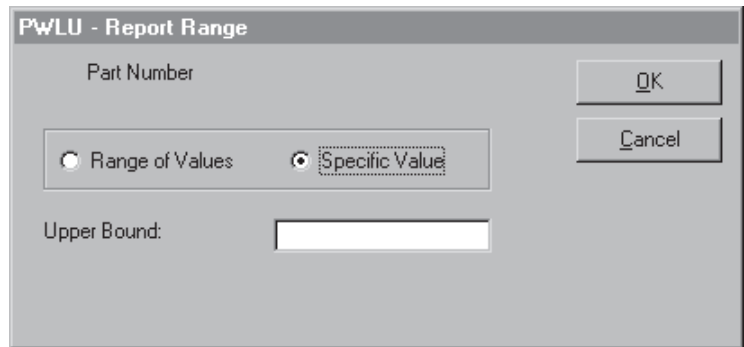 PWLU - Report Range
Part Number
OK
Range of Values
Specific Value
Cancel
Upper Bound: